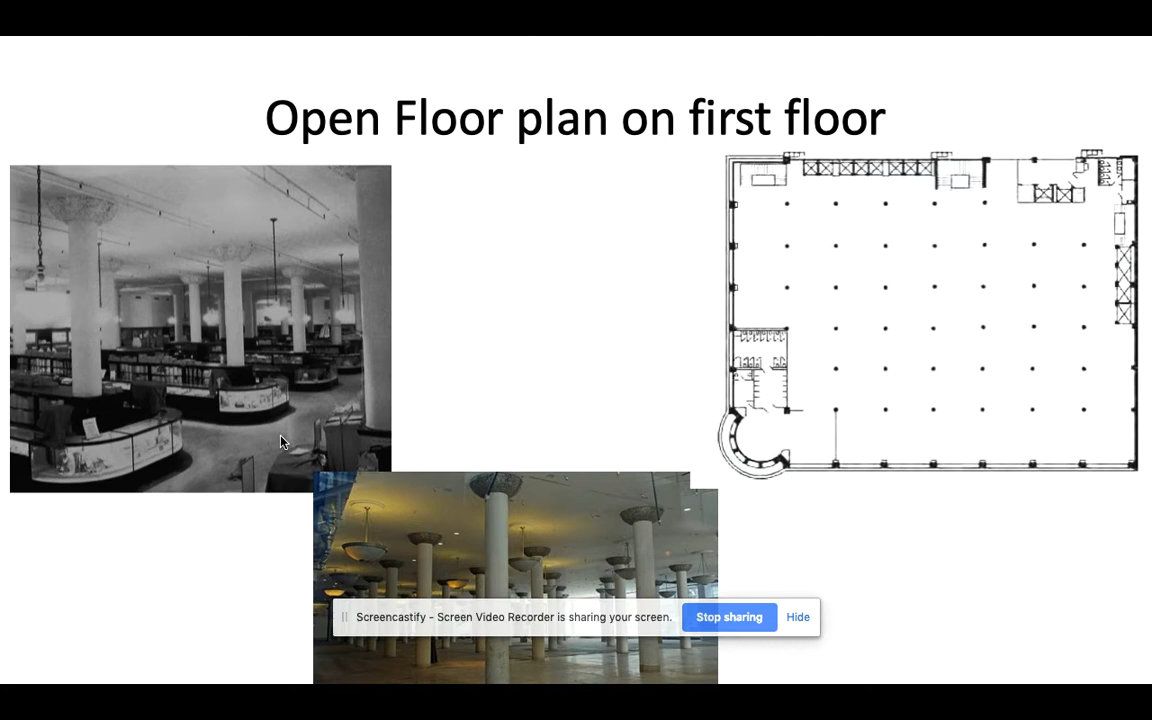 Open Floor plan on first floor
Screencastify - Screen Video Recorder is sharing your screen. Stop sharing Hide